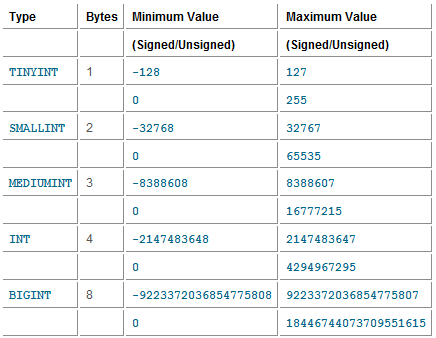 Type Bytes Minimum Value Maximum Value
(Signed/Unsigned) (Signed/Unsigned)
TINYINT 1 -128 127
0 255
SMALLINT 2 -32768 32767
0 65535
MEDIUMINT 3 -8388608 8388607
0 16777215
INT 4 -2147483648 2147483647
0 4294967295
BIGINT 8 -9223372036854775808 9223372036854775807
0 18446744073709551615